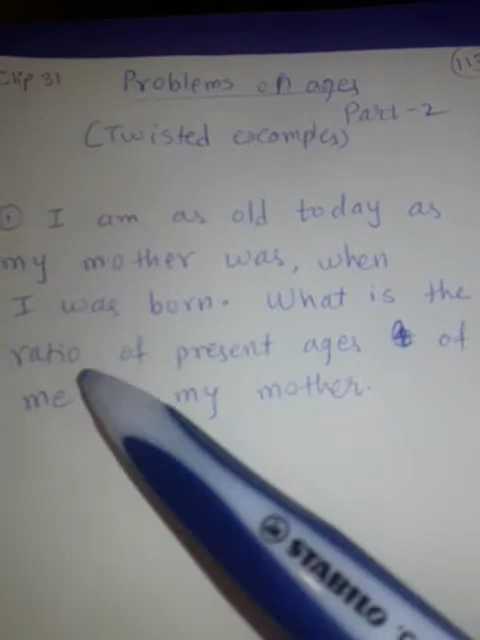 Clip 31
113
Problems on ages
Part-2
(Twisted excomples)
① I am as old today as
my mother was, when
I was born. What is the
ratio of present ages of
me my mother.
STABILO